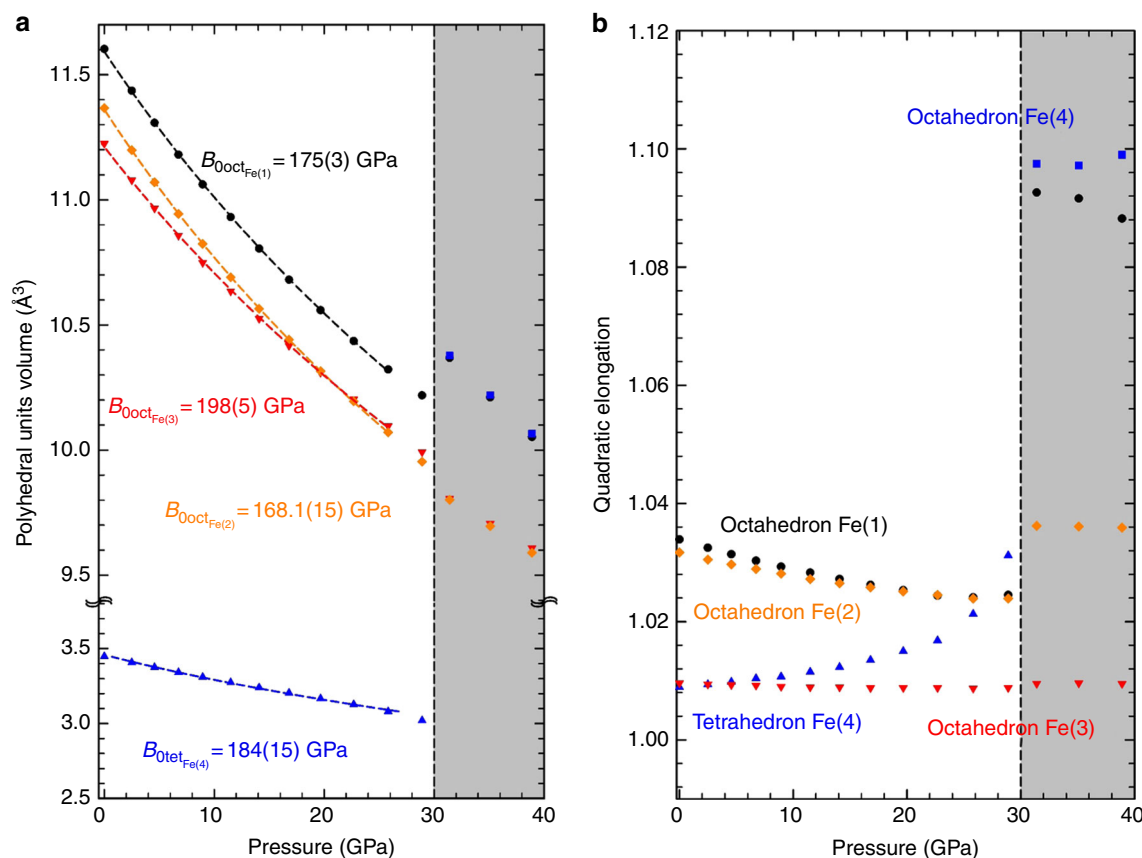 a
11.5
11.0
10.5
10.0
9.5
3.5
3.0
2.5
Polyhedral units volume (Å³)
B₀octFe(1) = 175(3) GPa
B₀octFe(3) = 198(5) GPa
B₀octFe(2) = 168.1(15) GPa
B₀tetFe(4) = 184(15) GPa
0 10 20 30 40
Pressure (GPa)
b
1.12
1.10
1.08
1.06
1.04
1.02
1.00
Quadratic elongation
Octahedron Fe(4)
Octahedron Fe(1)
Octahedron Fe(2)
Tetrahedron Fe(4)
Octahedron Fe(3)
0 10 20 30 40
Pressure (GPa)